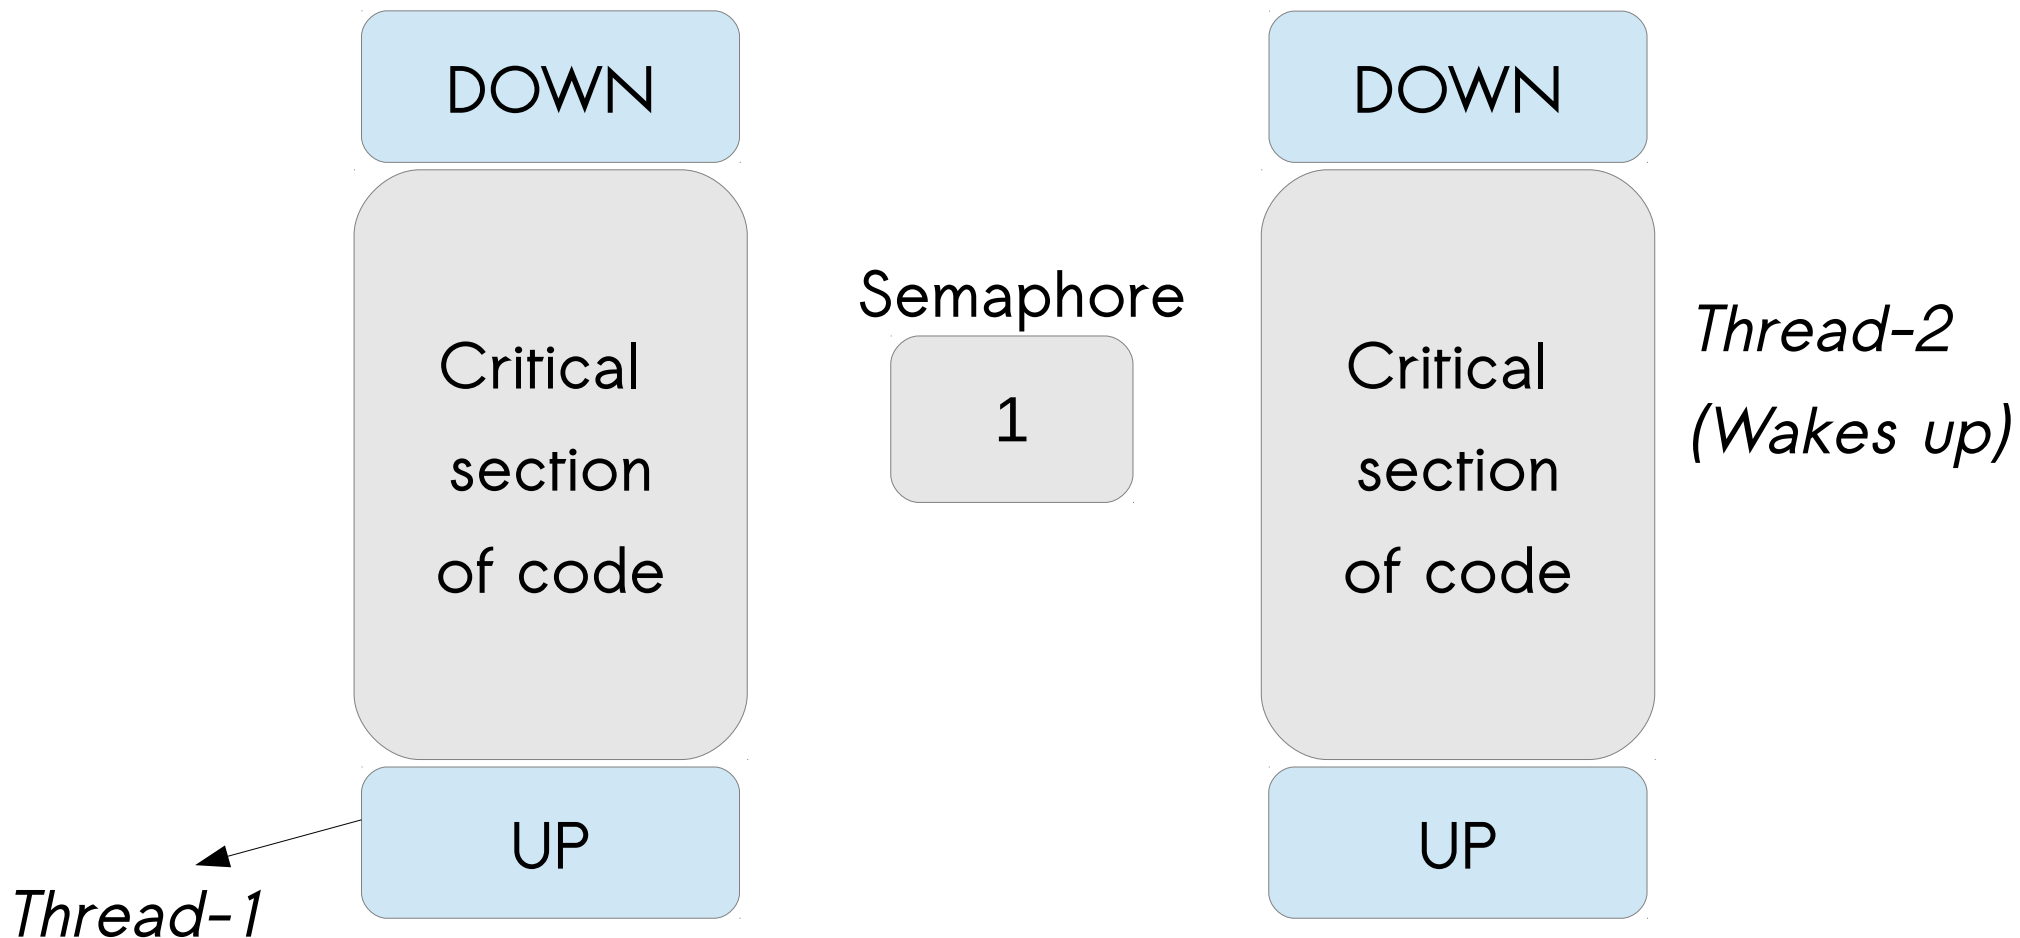 DOWN
Critical
section
of code
UP
Thread-1
Semaphore
1
DOWN
Critical
section
of code
UP
Thread-2
(Wakes up)